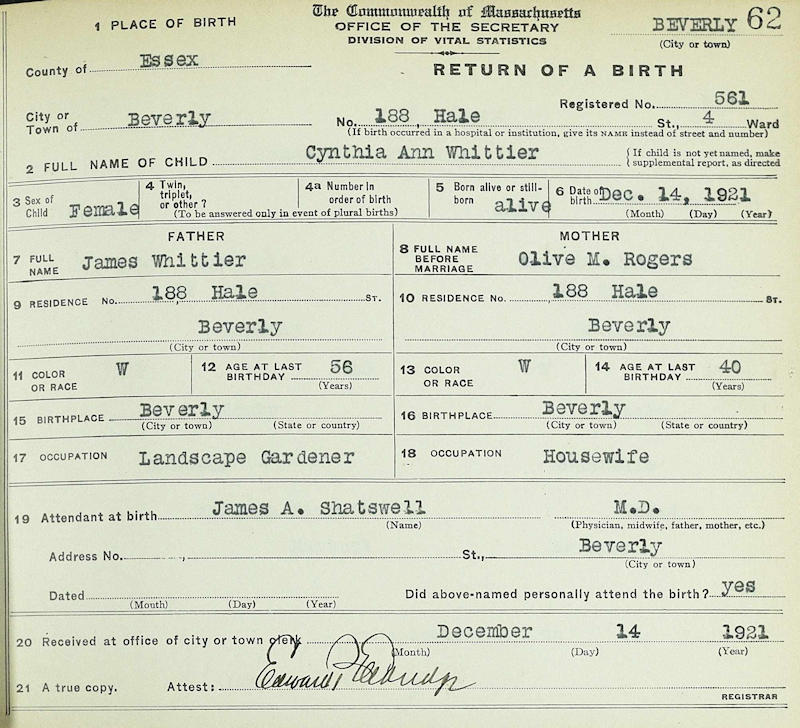 The Commonwealth of Massachusetts
OFFICE OF THE SECRETARY
DIVISION OF VITAL STATISTICS
1 PLACE OF BIRTH
BEVERLY 62
(City or town)
County of Essex
RETURN OF A BIRTH
Registered No. 561
City or Town of Beverly
No. 188 Hale St., 4 Ward
(If birth occurred in a hospital or institution, give its NAME instead of street and number)
2 FULL NAME OF CHILD Cynthia Ann Whittier
{ If child is not yet named, make
{ supplemental report, as directed
3 Sex of Child Female
4 Twin, triplet, or other ?
4a Number in order of birth
(To be answered only in event of plural births)
5 Born alive or still-born alive
6 Date of birth Dec. 14, 1921
(Month) (Day) (Year)
FATHER
MOTHER
7 FULL NAME James Whittier
8 FULL NAME BEFORE MARRIAGE Olive M. Rogers
9 RESIDENCE No. 188 Hale ST.
10 RESIDENCE No. 188 Hale ST.
Beverly
(City or town)
Beverly
(City or town)
11 COLOR OR RACE W
12 AGE AT LAST BIRTHDAY 56
(Years)
13 COLOR OR RACE W
14 AGE AT LAST BIRTHDAY 40
(Years)
15 BIRTHPLACE Beverly
(City or town) (State or country)
16 BIRTHPLACE Beverly
(City or town) (State or country)
17 OCCUPATION Landscape Gardener
18 OCCUPATION Housewife
19 Attendant at birth James A. Shatswell M.D.
(Name) (Physician, midwife, father, mother, etc.)
Address No. , St., Beverly
(City or town)
Dated
(Month) (Day) (Year)
Did above-named personally attend the birth? yes
20 Received at office of city or town clerk December 14 1921
(Month) (Day) (Year)
21 A true copy. Attest:
REGISTRAR